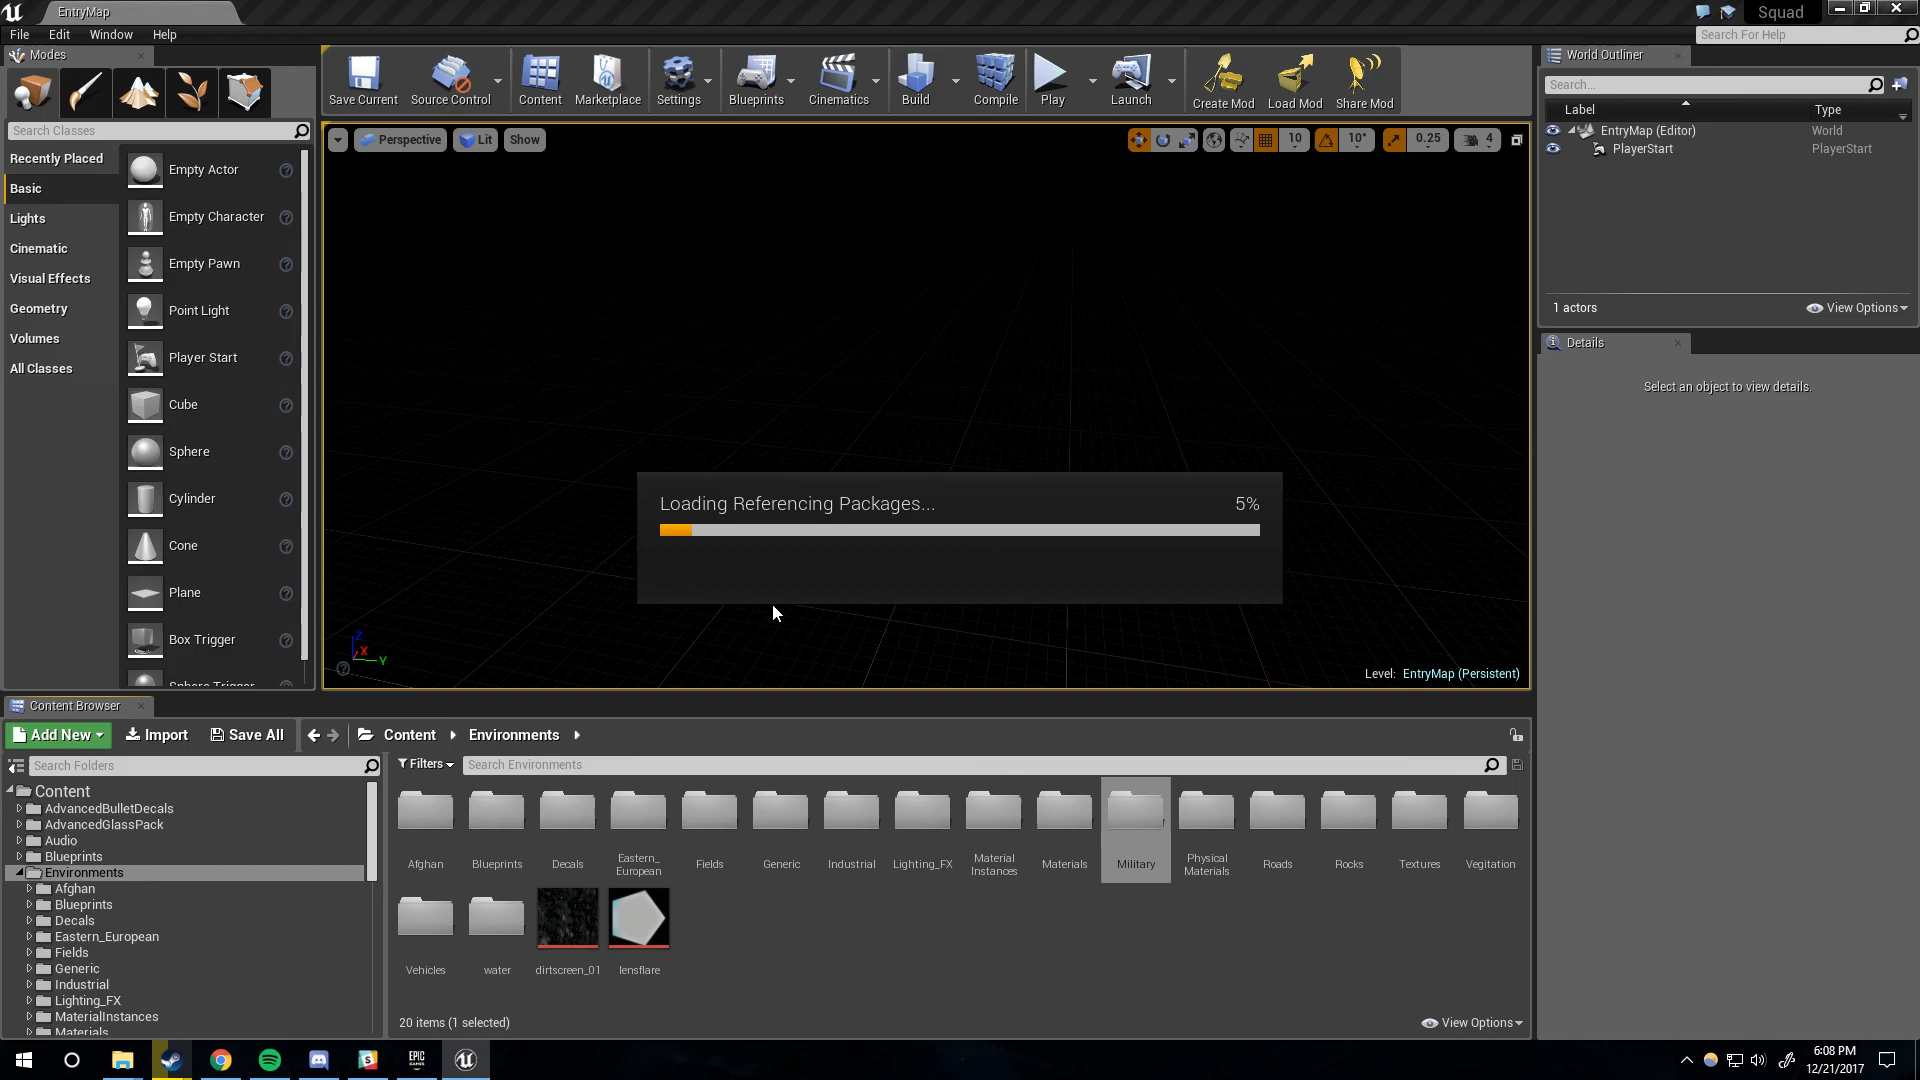 EntryMap
Squad
File Edit Window Help
Search For Help
Modes
Search Classes
Recently Placed
Basic
Lights
Cinematic
Visual Effects
Geometry
Volumes
All Classes
Empty Actor
Empty Character
Empty Pawn
Point Light
Player Start
Cube
Sphere
Cylinder
Cone
Plane
Box Trigger
Sphere Trigger
Save Current Source Control Content Marketplace Settings Blueprints Cinematics Build Compile Play Launch Create Mod Load Mod Share Mod
Perspective Lit Show
10 10° 0.25 4
Loading Referencing Packages... 5%
Z
X
Y
Level: EntryMap (Persistent)
World Outliner
Search...
Label Type
EntryMap (Editor) World
PlayerStart PlayerStart
1 actors View Options
Details
Select an object to view details.
Content Browser
Add New Import Save All Content Environments
Search Folders
Content
AdvancedBulletDecals
AdvancedGlassPack
Audio
Blueprints
Environments
Afghan
Blueprints
Decals
Eastern_European
Fields
Generic
Industrial
Lighting_FX
MaterialInstances
Materials
Filters Search Environments
Afghan
Blueprints
Decals
Eastern_
European
Fields
Generic
Industrial
Lighting_FX
Material
Instances
Materials
Military
Physical
Materials
Roads
Rocks
Textures
Vegitation
Vehicles
water
dirtscreen_01
lensflare
20 items (1 selected) View Options
EPIC
GAMES
6:08 PM
12/21/2017